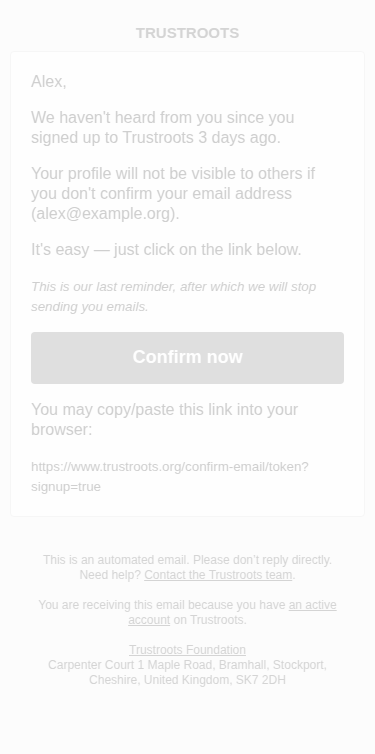 TRUSTROOTS
Alex,
We haven't heard from you since you
signed up to Trustroots 3 days ago.
Your profile will not be visible to others if
you don't confirm your email address
(alex@example.org).
It's easy — just click on the link below.
This is our last reminder, after which we will stop
sending you emails.
Confirm now
You may copy/paste this link into your
browser:
https://www.trustroots.org/confirm-email/token?
signup=true
This is an automated email. Please don't reply directly.
Need help? Contact the Trustroots team.
You are receiving this email because you have an active
account on Trustroots.
Trustroots Foundation
Carpenter Court 1 Maple Road, Bramhall, Stockport,
Cheshire, United Kingdom, SK7 2DH